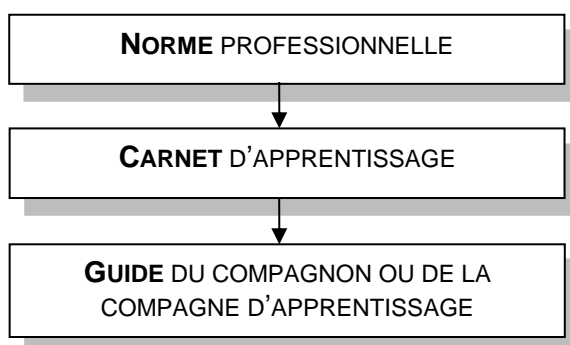 NORME PROFESSIONNELLE
CARNET D'APPRENTISSAGE
GUIDE DU COMPAGNON OU DE LA
COMPAGNE D'APPRENTISSAGE